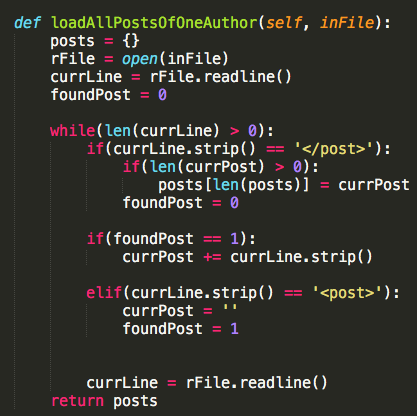 def loadAllPostsOfOneAuthor(self, inFile):
    posts = {}
    rFile = open(inFile)
    currLine = rFile.readline()
    foundPost = 0
    while(len(currLine) > 0):
        if(currLine.strip() == '</post>'):
            if(len(currPost) > 0):
                posts[len(posts)] = currPost
            foundPost = 0
        if(foundPost == 1):
            currPost += currLine.strip()
        elif(currLine.strip() == '<post>'):
            currPost = ''
            foundPost = 1
        currLine = rFile.readline()
    return posts